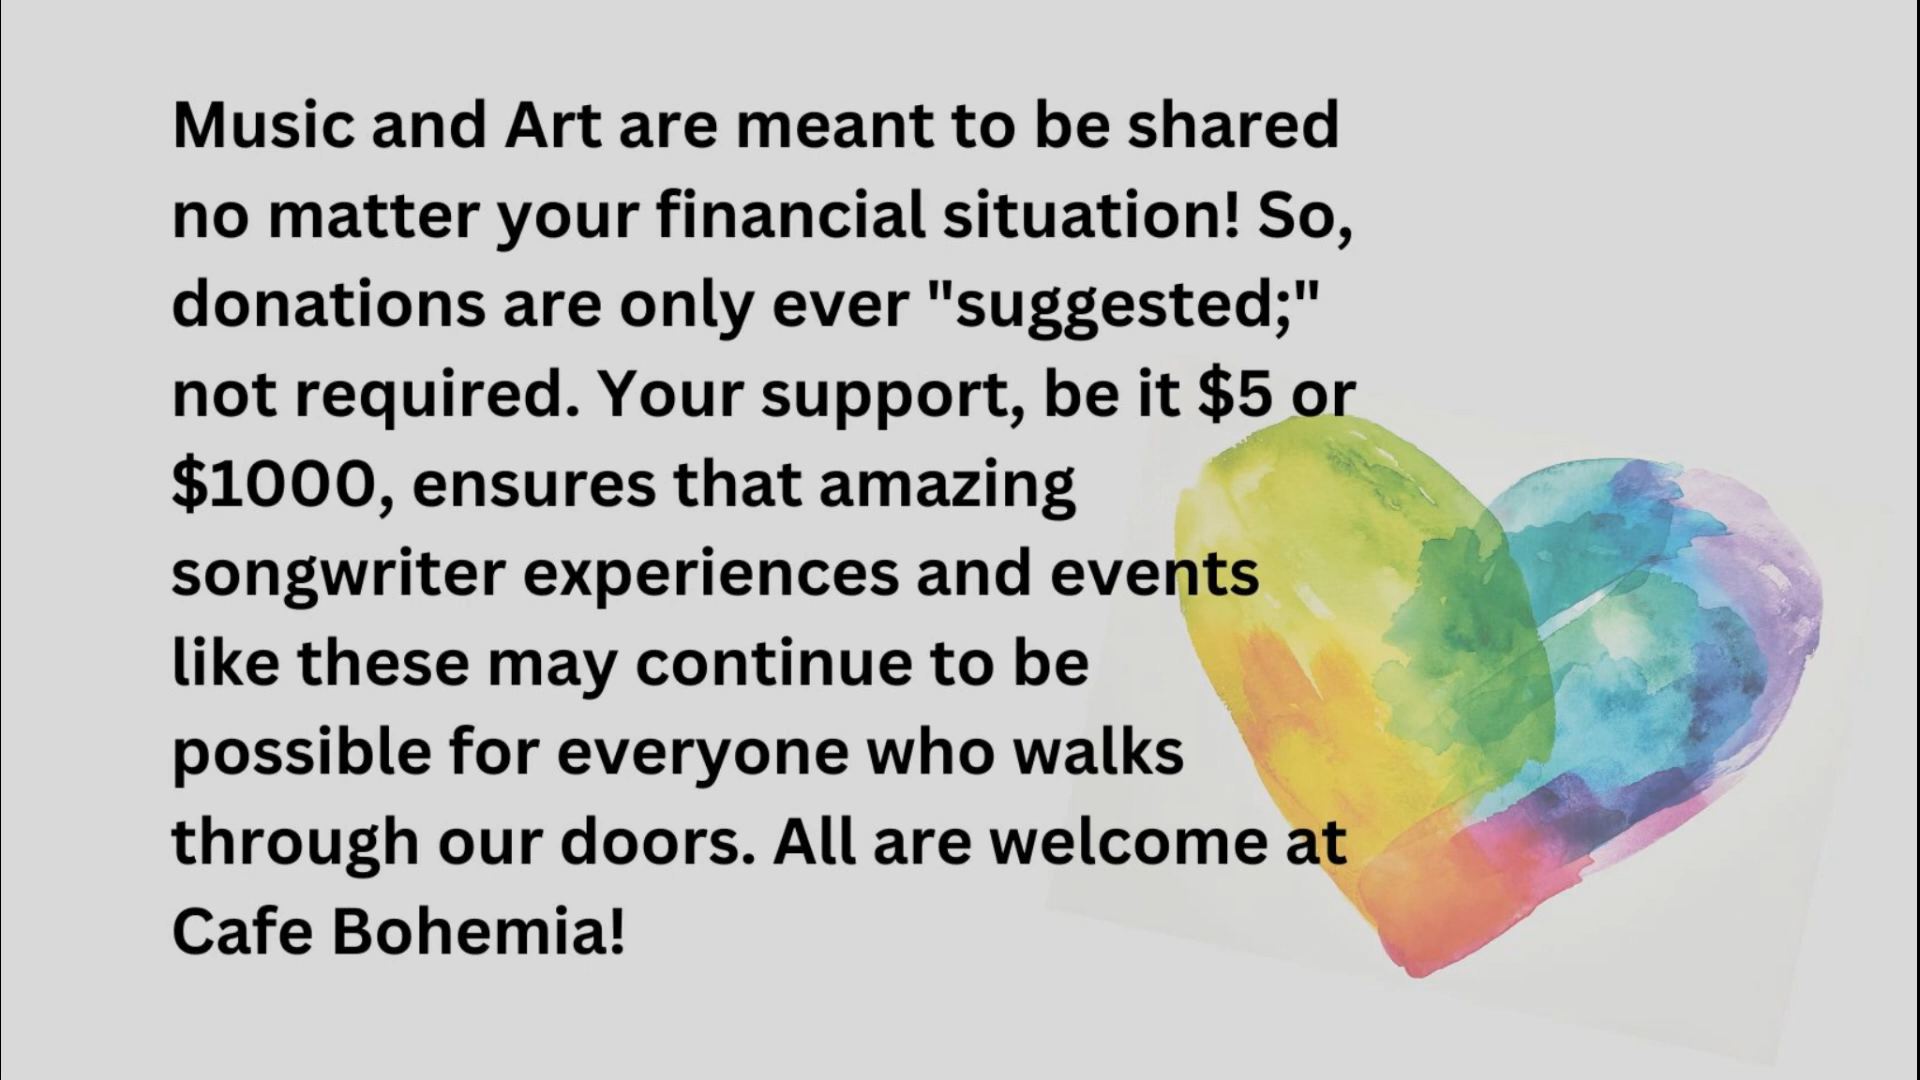 Music and Art are meant to be shared
no matter your financial situation! So,
donations are only ever "suggested;"
not required. Your support, be it $5 or
$1000, ensures that amazing
songwriter experiences and events
like these may continue to be
possible for everyone who walks
through our doors. All are welcome at
Cafe Bohemia!